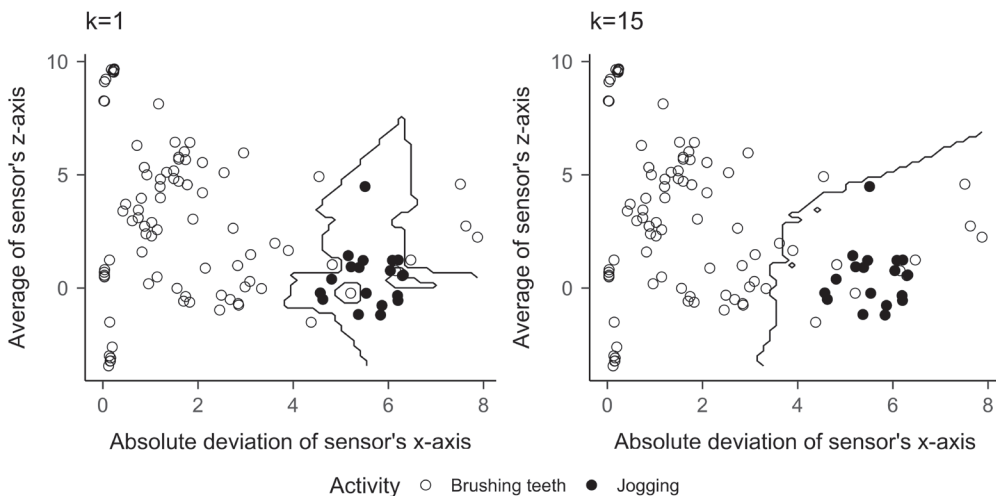 k=1
k=15
Average of sensor's z-axis
10
5
0
0 2 4 6 8
Absolute deviation of sensor's x-axis
Average of sensor's z-axis
10
5
0
0 2 4 6 8
Absolute deviation of sensor's x-axis
Activity Brushing teeth Jogging